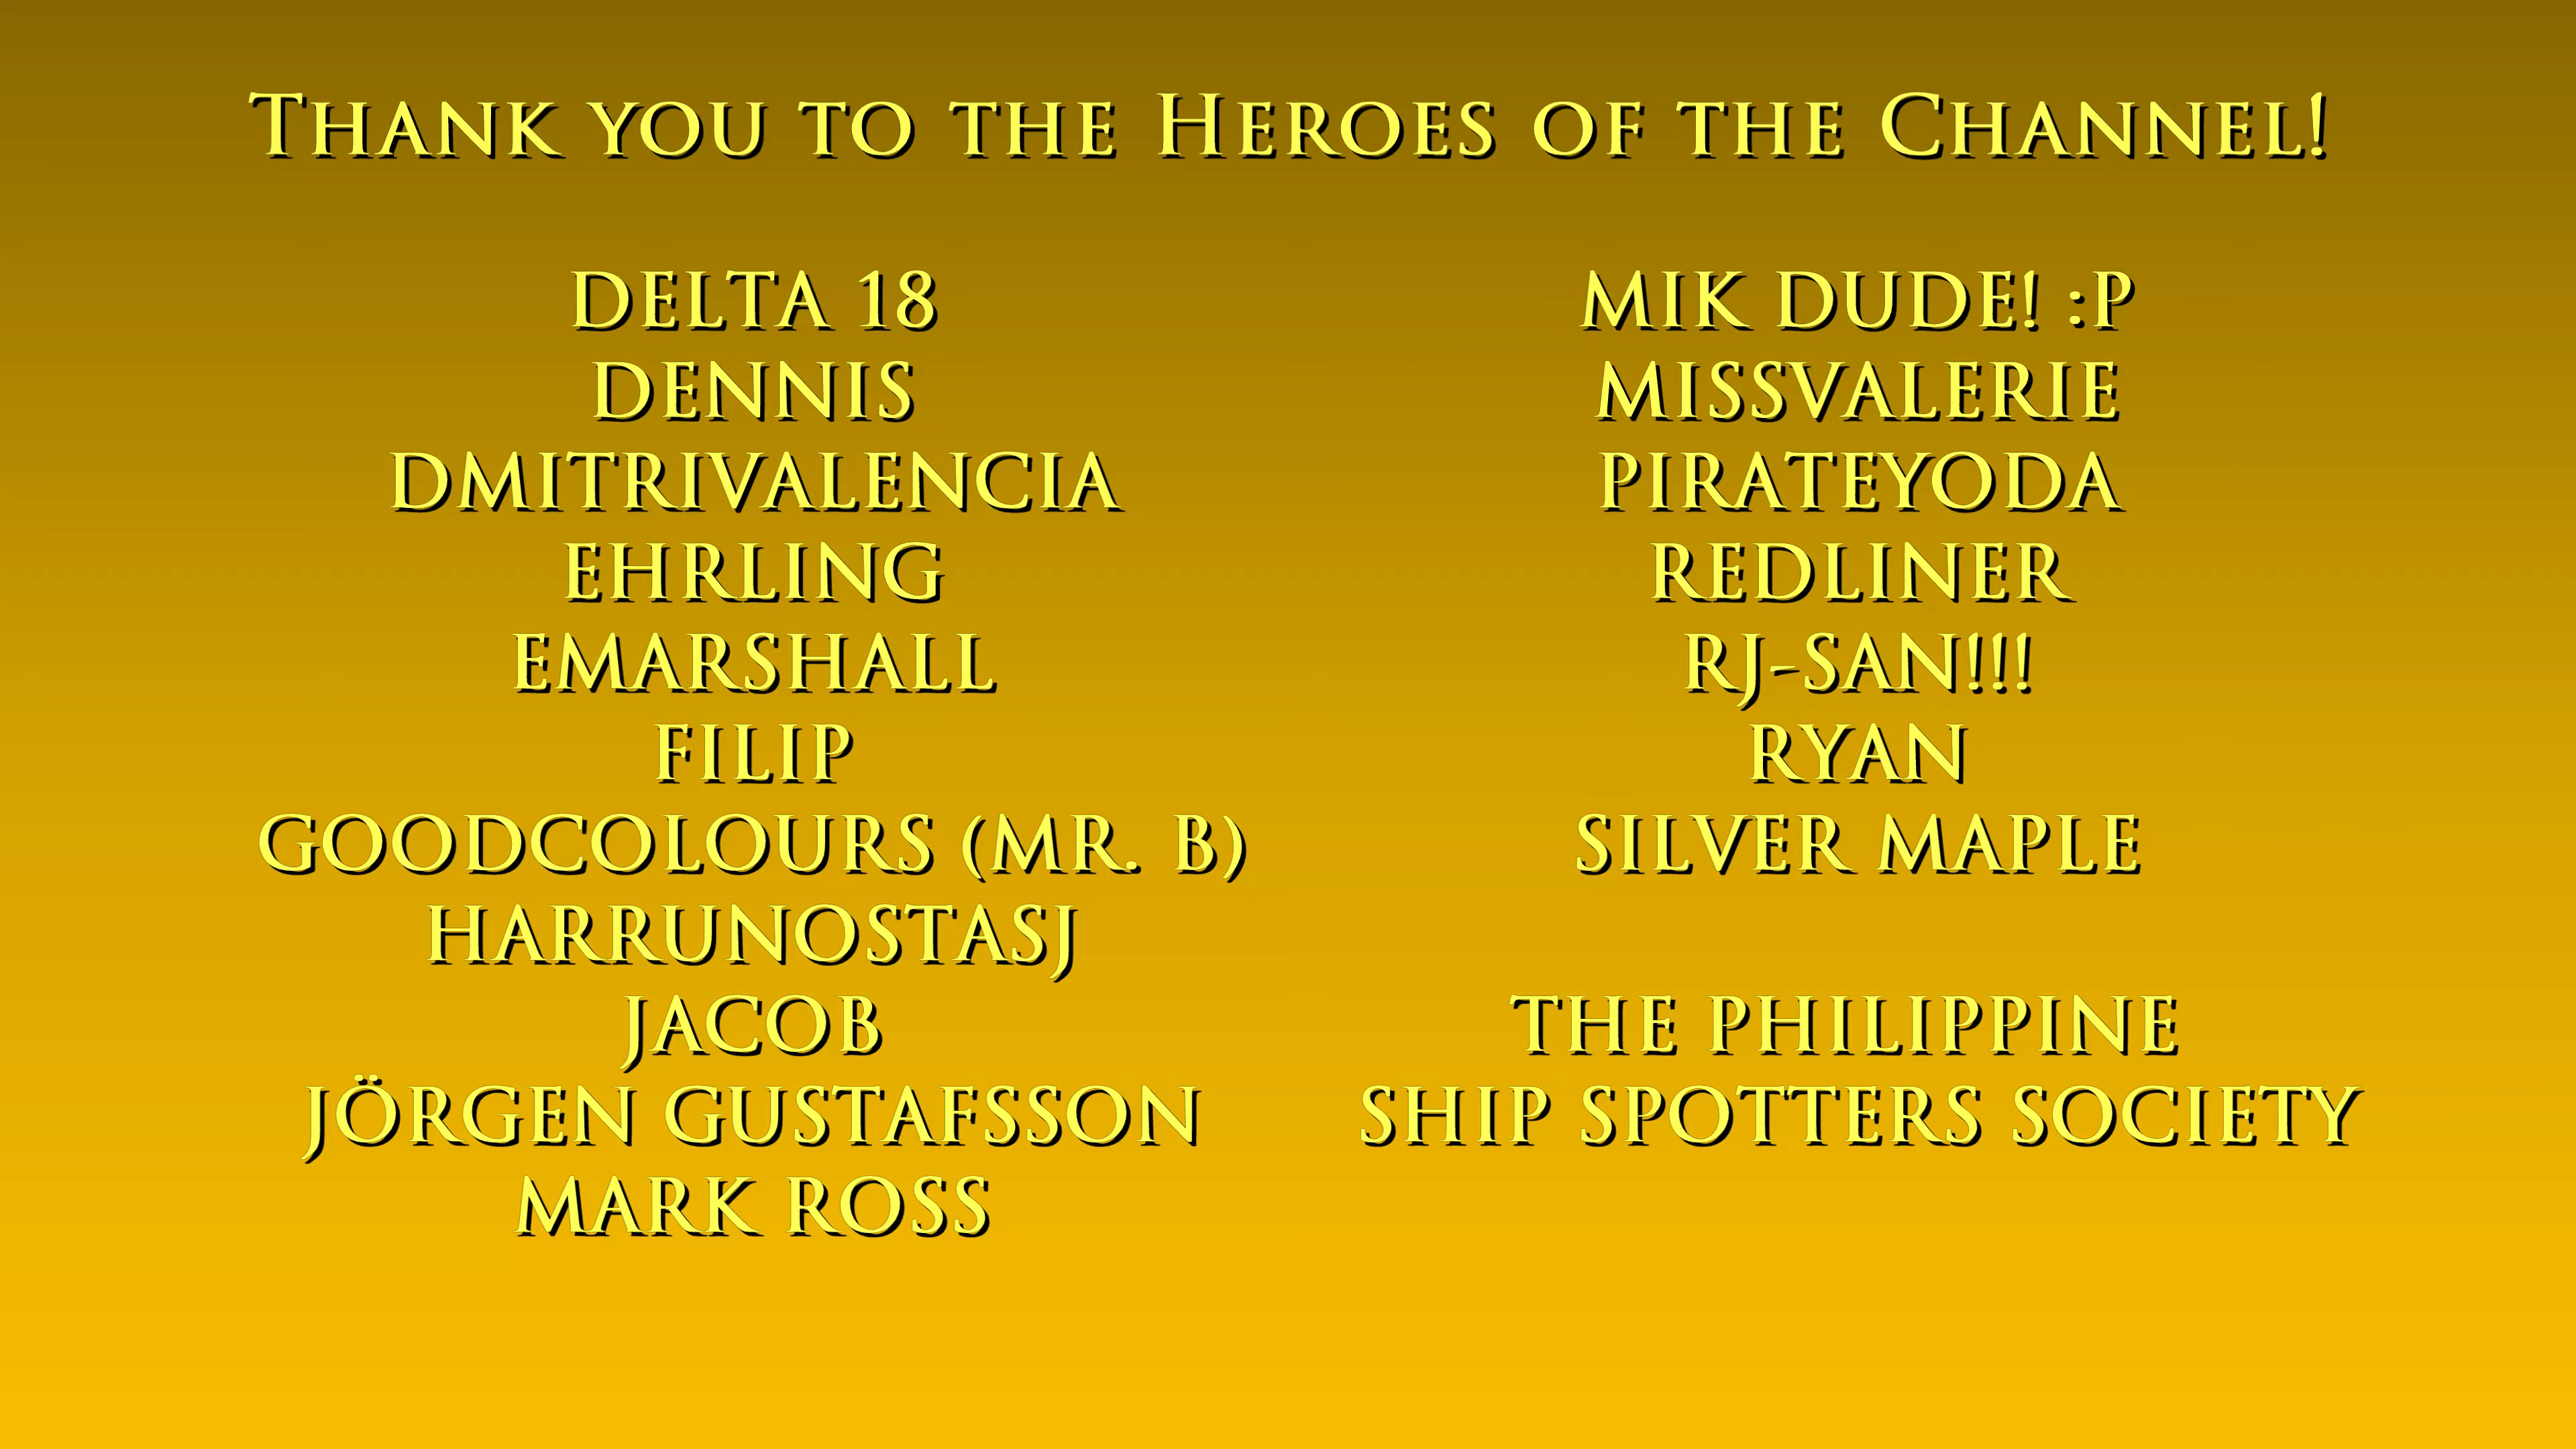 Thank you to the Heroes of the Channel!
DELTA 18
DENNIS
DMITRIVALENCIA
EHRLING
EMARSHALL
FILIP
GOODCOLOURS (MR. B)
HARRUNOSTASJ
JACOB
JÖRGEN GUSTAFSSON
MARK ROSS
MIK DUDE! :P
MISSVALERIE
PIRATEYODA
REDLINER
RJ-SAN!!!
RYAN
SILVER MAPLE
THE PHILIPPINE
SHIP SPOTTERS SOCIETY